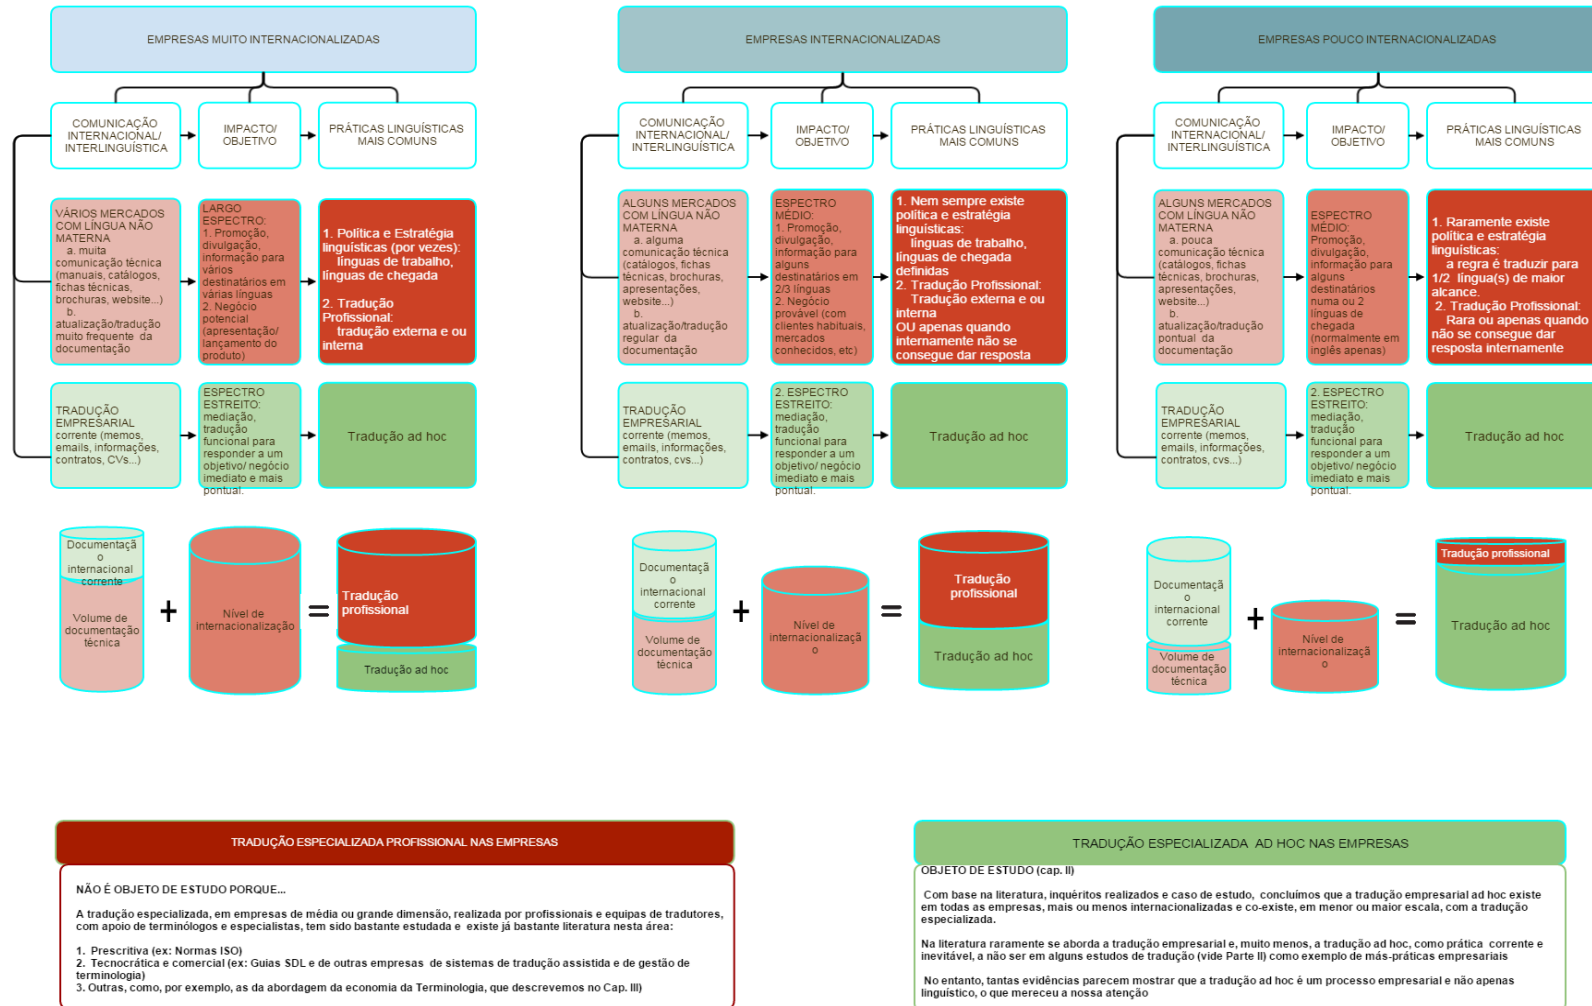 EMPRESAS MUITO INTERNACIONALIZADAS
COMUNICAÇÃO
INTERNACIONAL/
INTERLINGUÍSTICA
IMPACTO/
OBJETIVO
PRÁTICAS LINGUÍSTICAS
MAIS COMUNS
VÁRIOS MERCADOS
COM LÍNGUA NÃO
MATERNA
a. muita
comunicação técnica
(manuais, catálogos,
fichas técnicas,
brochuras, website...)
b.
atualização/tradução
muito frequente da
documentação
LARGO
ESPECTRO:
1. Promoção,
divulgação,
informação para
vários
destinatários em
várias línguas
2. Negócio
potencial
(apresentação/
lançamento do
produto)
1. Política e Estratégia
linguísticas (por vezes):
línguas de trabalho,
línguas de chegada
2. Tradução
Profissional:
tradução externa e ou
interna
TRADUÇÃO
EMPRESARIAL
corrente (memos,
emails, informações,
contratos, CVs...)
ESPECTRO
ESTREITO:
mediação,
tradução
funcional para
responder a um
objetivo/ negócio
imediato e mais
pontual.
Tradução ad hoc
Documentaçã
o
internacional
corrente
Volume de
documentação
técnica
+
Nível de
internacionalização
=
Tradução
profissional
Tradução ad hoc
EMPRESAS INTERNACIONALIZADAS
COMUNICAÇÃO
INTERNACIONAL/
INTERLINGUÍSTICA
IMPACTO/
OBJETIVO
PRÁTICAS LINGUÍSTICAS
MAIS COMUNS
ALGUNS MERCADOS
COM LÍNGUA NÃO
MATERNA
a. alguma
comunicação técnica
(catálogos, fichas
técnicas, brochuras,
apresentações,
website...)
b.
atualização/tradução
regular da
documentação
ESPECTRO
MÉDIO:
1. Promoção,
divulgação,
informação para
alguns
destinatários em
2/3 línguas
2. Negócio
provável (com
clientes habituais,
mercados
conhecidos, etc)
1. Nem sempre existe
política e estratégia
linguísticas:
línguas de trabalho,
línguas de chegada
definidas
2. Tradução Profissional:
Tradução externa e ou
interna
OU apenas quando
internamente não se
consegue dar resposta
TRADUÇÃO
EMPRESARIAL
corrente (memos,
emails, informações,
contratos, cvs...)
2. ESPECTRO
ESTREITO:
mediação,
tradução
funcional para
responder a um
objetivo/ negócio
imediato e mais
pontual.
Tradução ad hoc
Documentaçã
o
internacional
corrente
Volume de
documentação
técnica
+
Nível de
internacionalizaçã
o
=
Tradução
profissional
Tradução ad hoc
EMPRESAS POUCO INTERNACIONALIZADAS
COMUNICAÇÃO
INTERNACIONAL/
INTERLINGUÍSTICA
IMPACTO/
OBJETIVO
PRÁTICAS LINGUÍSTICAS
MAIS COMUNS
ALGUNS MERCADOS
COM LÍNGUA NÃO
MATERNA
a. pouca
comunicação técnica
(catálogos, fichas
técnicas, brochuras,
apresentações,
website...)
b.
atualização/tradução
pontual da
documentação
ESPECTRO
MÉDIO:
Promoção,
divulgação,
informação para
alguns
destinatários
numa ou 2
línguas de
chegada
(normalmente em
inglês apenas)
1. Raramente existe
política e estratégia
linguísticas:
a regra é traduzir para
1/2 língua(s) de maior
alcance.
2. Tradução Profissional:
Rara ou apenas quando
não se consegue dar
resposta internamente
TRADUÇÃO
EMPRESARIAL
corrente (memos,
emails, informações,
contratos, cvs...)
2. ESPECTRO
ESTREITO:
mediação,
tradução
funcional para
responder a um
objetivo/ negócio
imediato e mais
pontual.
Tradução ad hoc
Documentaçã
o
internacional
corrente
Volume de
documentação
técnica
+
Nível de
internacionalizaçã
o
=
Tradução profissional
Tradução ad hoc
TRADUÇÃO ESPECIALIZADA PROFISSIONAL NAS EMPRESAS
NÃO É OBJETO DE ESTUDO PORQUE...
A tradução especializada, em empresas de média ou grande dimensão, realizada por profissionais e equipas de tradutores,
com apoio de terminólogos e especialistas, tem sido bastante estudada e existe já bastante literatura nesta área:
1. Prescritiva (ex: Normas ISO)
2. Tecnocrática e comercial (ex: Guias SDL e de outras empresas de sistemas de tradução assistida e de gestão de
terminologia)
3. Outras, como, por exemplo, as da abordagem da economia da Terminologia, que descrevemos no Cap. III)
TRADUÇÃO ESPECIALIZADA AD HOC NAS EMPRESAS
OBJETO DE ESTUDO (cap. II)
Com base na literatura, inquéritos realizados e caso de estudo, concluímos que a tradução empresarial ad hoc existe
em todas as empresas, mais ou menos internacionalizadas e co-existe, em menor ou maior escala, com a tradução
especializada.
Na literatura raramente se aborda a tradução empresarial e, muito menos, a tradução ad hoc, como prática corrente e
inevitável, a não ser em alguns estudos de tradução (vide Parte II) como exemplo de más-práticas empresariais
No entanto, tantas evidências parecem mostrar que a tradução ad hoc é um processo empresarial e não apenas
linguístico, o que mereceu a nossa atenção